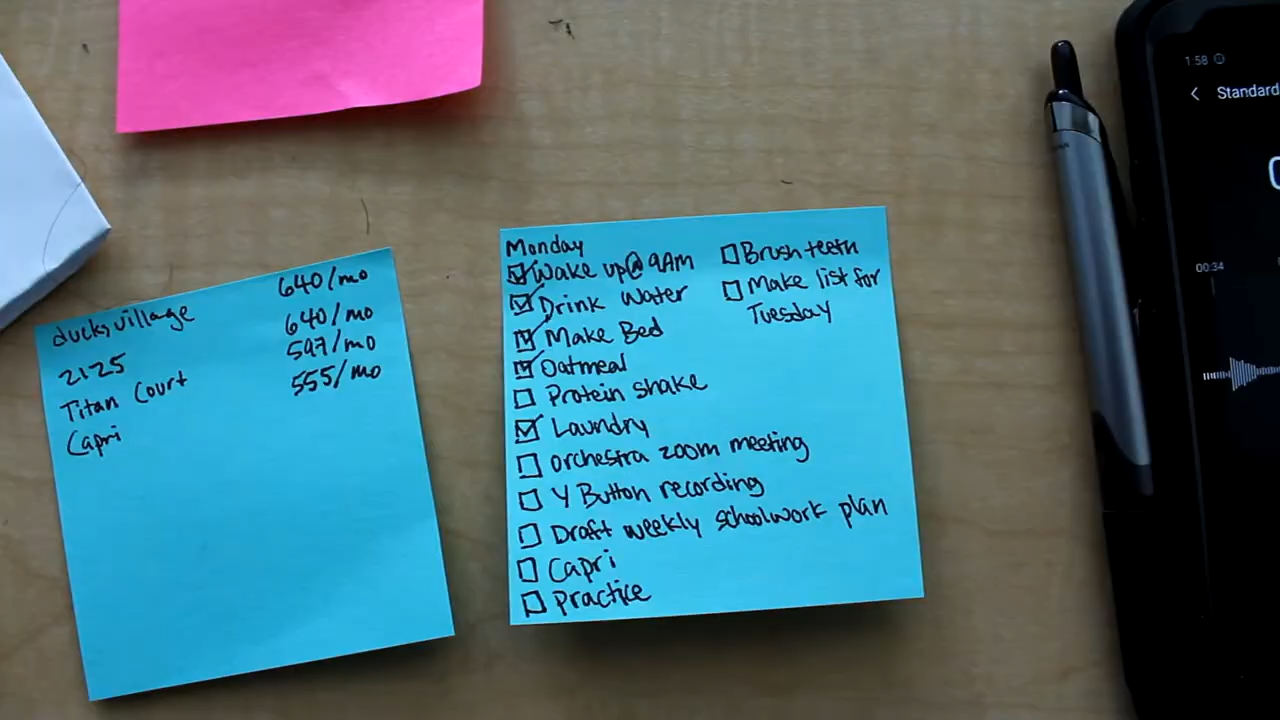 ducksvillage 640/mo
2125 640/mo
Titan Court 597/mo
Capri 555/mo
Monday
☑ Wake up@ 9AM
☑ Drink Water
☑ Make Bed
☑ Oatmeal
☐ Protein shake
☑ Laundry
☐ orchestra zoom meeting
☐ Y Button recording
☐ Draft weekly schoolwork plan
☐ Capri
☐ Practice
☐ Brush teeth
☐ Make list for
Tuesday
1:58
Standard
00:34